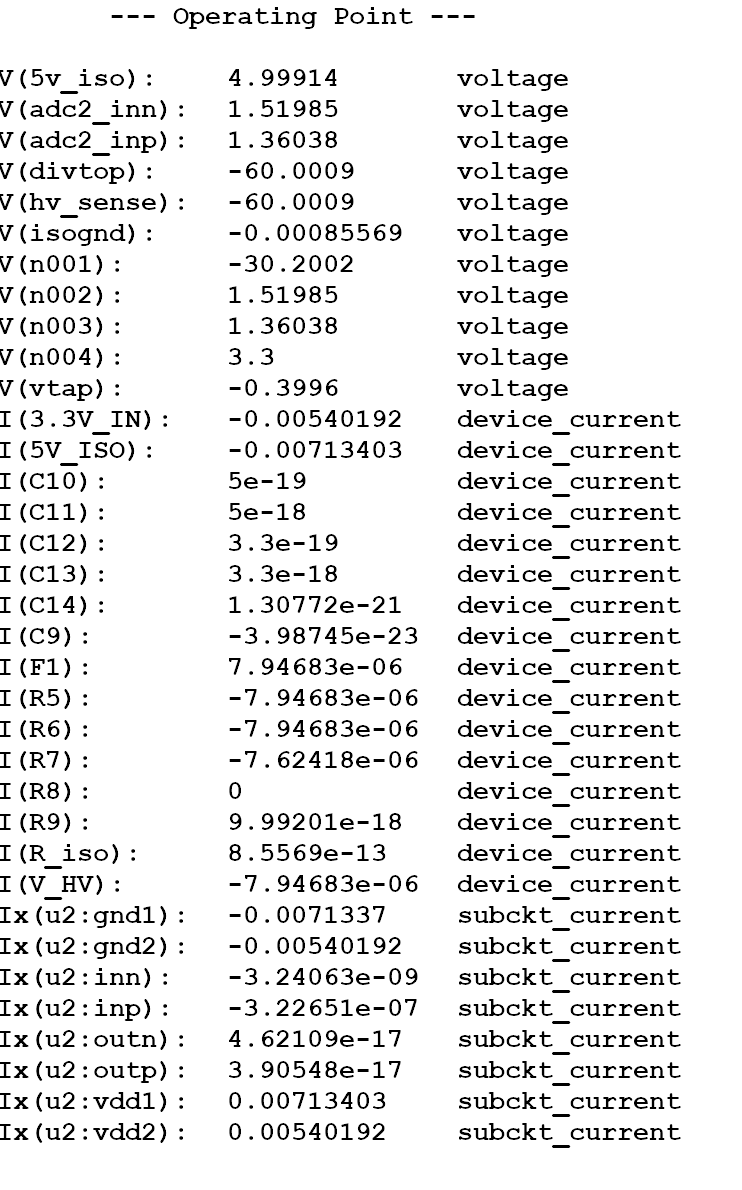 --- Operating Point ---
V(5v_iso): 4.99914 voltage
V(adc2_inn): 1.51985 voltage
V(adc2_inp): 1.36038 voltage
V(divtop): -60.0009 voltage
V(hv_sense): -60.0009 voltage
V(isognd): -0.00085569 voltage
V(n001): -30.2002 voltage
V(n002): 1.51985 voltage
V(n003): 1.36038 voltage
V(n004): 3.3 voltage
V(vtap): -0.3996 voltage
I(3.3V_IN): -0.00540192 device_current
I(5V_ISO): -0.00713403 device_current
I(C10): 5e-19 device_current
I(C11): 5e-18 device_current
I(C12): 3.3e-19 device_current
I(C13): 3.3e-18 device_current
I(C14): 1.30772e-21 device_current
I(C9): -3.98745e-23 device_current
I(F1): 7.94683e-06 device_current
I(R5): -7.94683e-06 device_current
I(R6): -7.94683e-06 device_current
I(R7): -7.62418e-06 device_current
I(R8): 0 device_current
I(R9): 9.99201e-18 device_current
I(R_iso): 8.5569e-13 device_current
I(V_HV): -7.94683e-06 device_current
Ix(u2:gnd1): -0.0071337 subckt_current
Ix(u2:gnd2): -0.00540192 subckt_current
Ix(u2:inn): -3.24063e-09 subckt_current
Ix(u2:inp): -3.22651e-07 subckt_current
Ix(u2:outn): 4.62109e-17 subckt_current
Ix(u2:outp): 3.90548e-17 subckt_current
Ix(u2:vdd1): 0.00713403 subckt_current
Ix(u2:vdd2): 0.00540192 subckt_current